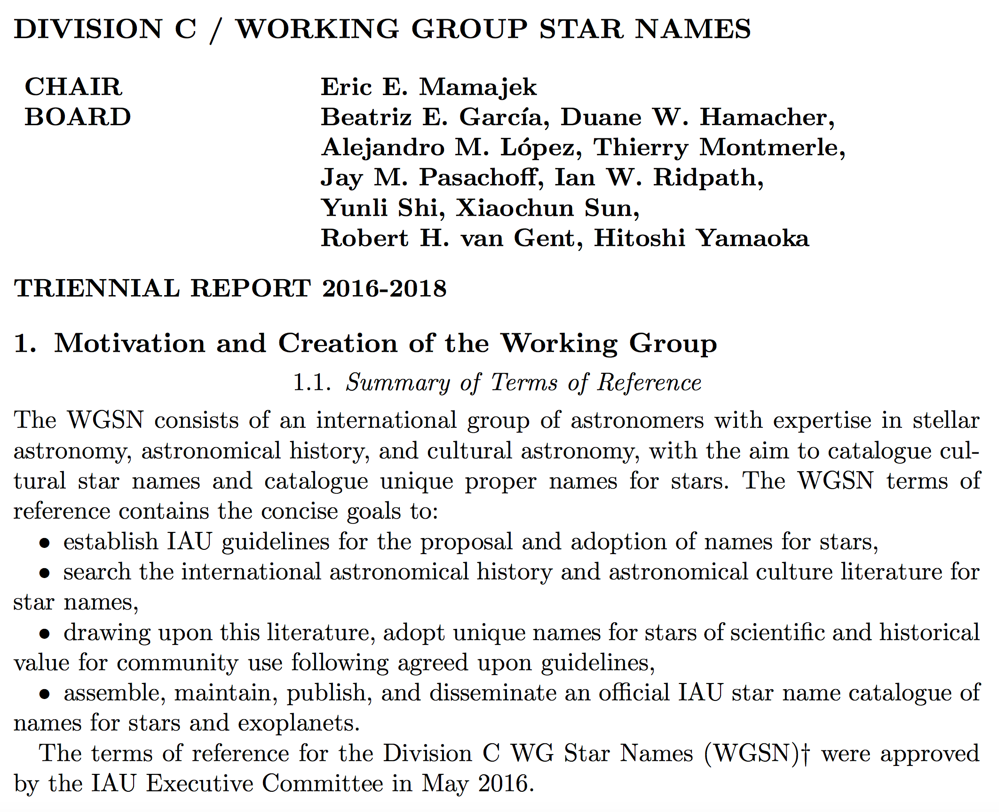 DIVISION C / WORKING GROUP STAR NAMES
CHAIR Eric E. Mamajek
BOARD Beatriz E. García, Duane W. Hamacher,
Alejandro M. López, Thierry Montmerle,
Jay M. Pasachoff, Ian W. Ridpath,
Yunli Shi, Xiaochun Sun,
Robert H. van Gent, Hitoshi Yamaoka
TRIENNIAL REPORT 2016-2018
1. Motivation and Creation of the Working Group
1.1. Summary of Terms of Reference
The WGSN consists of an international group of astronomers with expertise in stellar
astronomy, astronomical history, and cultural astronomy, with the aim to catalogue cul-
tural star names and catalogue unique proper names for stars. The WGSN terms of
reference contains the concise goals to:
• establish IAU guidelines for the proposal and adoption of names for stars,
• search the international astronomical history and astronomical culture literature for
star names,
• drawing upon this literature, adopt unique names for stars of scientific and historical
value for community use following agreed upon guidelines,
• assemble, maintain, publish, and disseminate an official IAU star name catalogue of
names for stars and exoplanets.
The terms of reference for the Division C WG Star Names (WGSN)† were approved
by the IAU Executive Committee in May 2016.